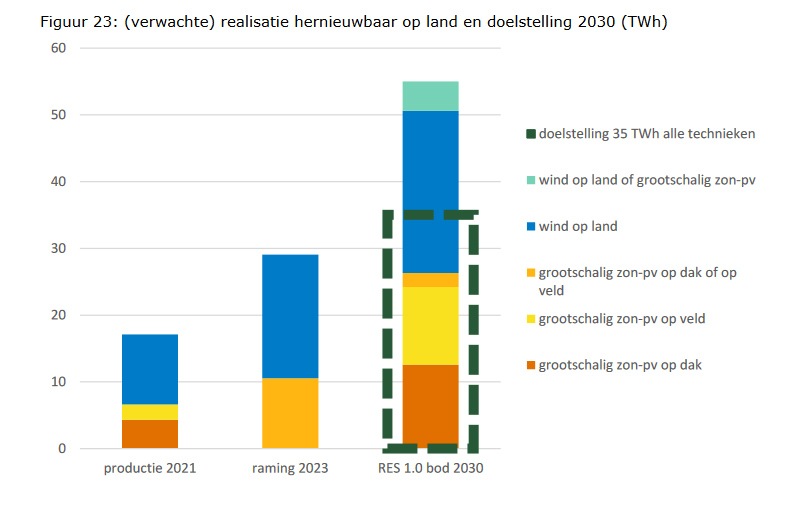 Figuur 23: (verwachte) realisatie hernieuwbaar op land en doelstelling 2030 (TWh)
60
50
40
30
20
10
0
productie 2021
raming 2023
RES 1.0 bod 2030
doelstelling 35 TWh alle technieken
wind op land of grootschalig zon-pv
wind op land
grootschalig zon-pv op dak of op
veld
grootschalig zon-pv op veld
grootschalig zon-pv op dak